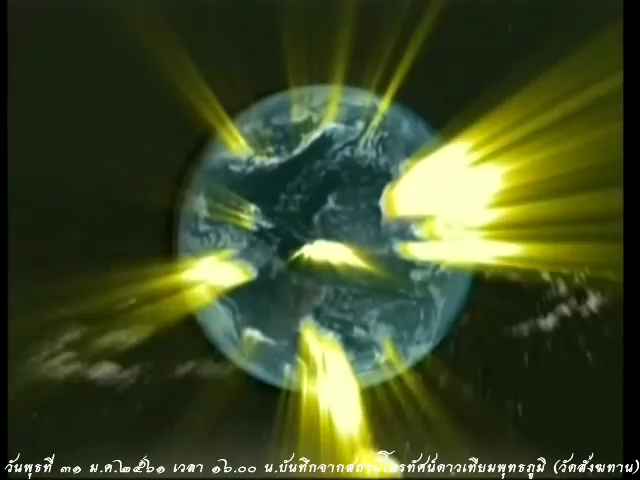 วันพุธที่ ๓๑ ม.ค.๒๕๖๑ เวลา ๑๖.๐๐ น.บันทึกจากสถานีโทรทัศน์ดาวเทียมพุทธภูมิ (วัดสังฆทาน)